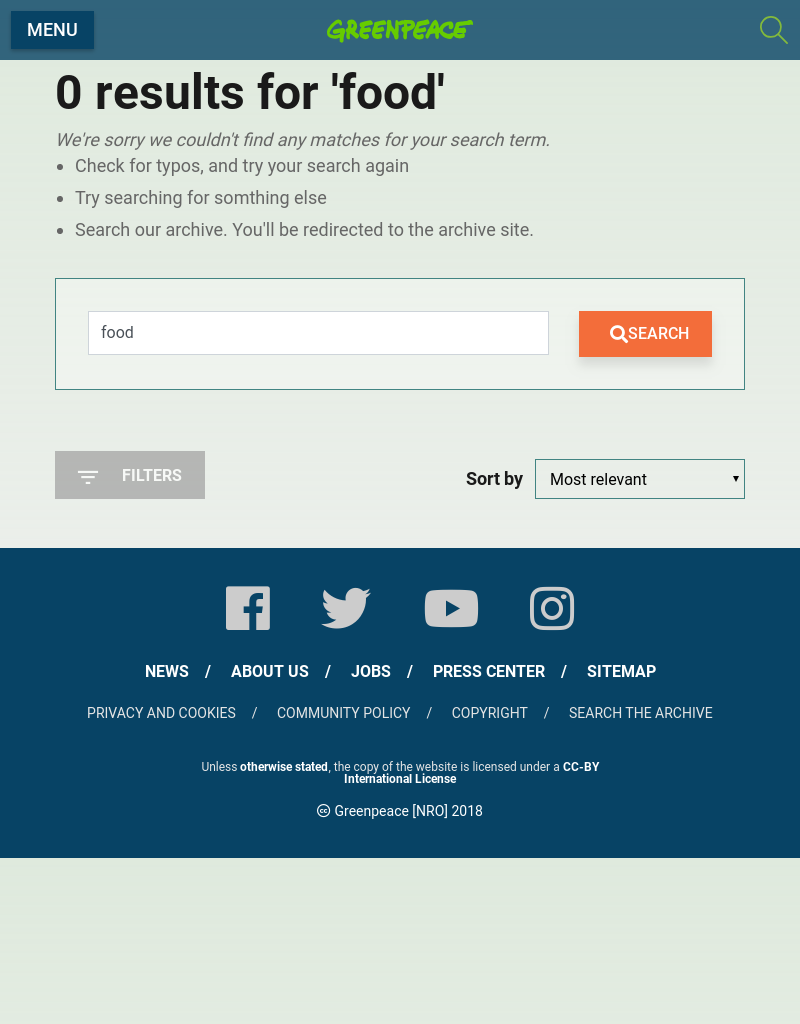 MENU
GREENPEACE
0 results for 'food'
We're sorry we couldn't find any matches for your search term.
• Check for typos, and try your search again
• Try searching for somthing else
• Search our archive. You'll be redirected to the archive site.
food
SEARCH
FILTERS
Sort by
Most relevant
NEWS / ABOUT US / JOBS / PRESS CENTER / SITEMAP
PRIVACY AND COOKIES / COMMUNITY POLICY / COPYRIGHT / SEARCH THE ARCHIVE
Unless otherwise stated, the copy of the website is licensed under a CC-BY
International License
🅭 Greenpeace [NRO] 2018